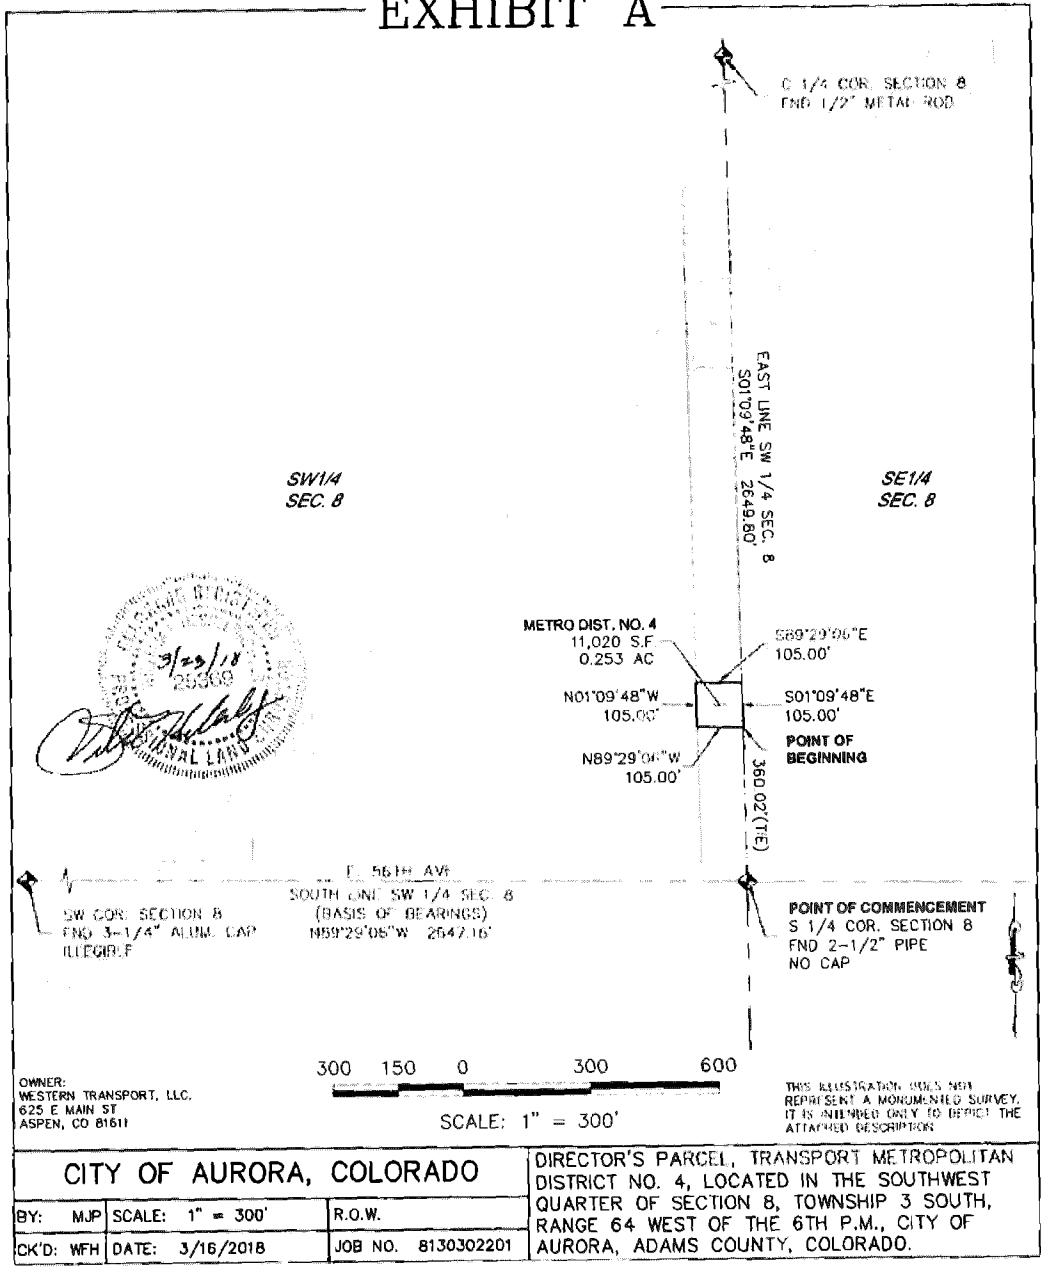 EXHIBIT A
C 1/4 COR. SECTION 8
FND 1/2" METAL ROD
EAST LINE SW 1/4 SEC. 8
S01°09'48"E 2649.80'
SW1/4
SEC. 8
SE1/4
SEC. 8
METRO DIST. NO. 4
11,020 S.F
0.253 AC
S89°29'06"E
105.00'
N01°09'48"W
105.00'
S01°09'48"E
105.00'
N89°29'06"W
105.00'
POINT OF
BEGINNING
360.02'(TIE)
COLORADO REGISTERED
3/23/18
25369
PROFESSIONAL LAND
E. 56TH AVE
SOUTH LINE SW 1/4 SEC. 8
(BASIS OF BEARINGS)
N89°29'06"W 2647.16'
SW COR. SECTION 8
FND 3-1/4" ALUM. CAP
ILLEGIBLE
POINT OF COMMENCEMENT
S 1/4 COR. SECTION 8
FND 2-1/2" PIPE
NO CAP
300 150 0 300 600
SCALE: 1" = 300'
OWNER:
WESTERN TRANSPORT, LLC.
625 E MAIN ST
ASPEN, CO 81611
THIS ILLUSTRATION DOES NOT
REPRESENT A MONUMENTED SURVEY.
IT IS INTENDED ONLY TO DEPICT THE
ATTACHED DESCRIPTION
CITY OF AURORA, COLORADO
BY: MJP SCALE: 1" = 300' R.O.W.
CK'D: WFH DATE: 3/16/2018 JOB NO. 8130302201
DIRECTOR'S PARCEL, TRANSPORT METROPOLITAN
DISTRICT NO. 4, LOCATED IN THE SOUTHWEST
QUARTER OF SECTION 8, TOWNSHIP 3 SOUTH,
RANGE 64 WEST OF THE 6TH P.M., CITY OF
AURORA, ADAMS COUNTY, COLORADO.